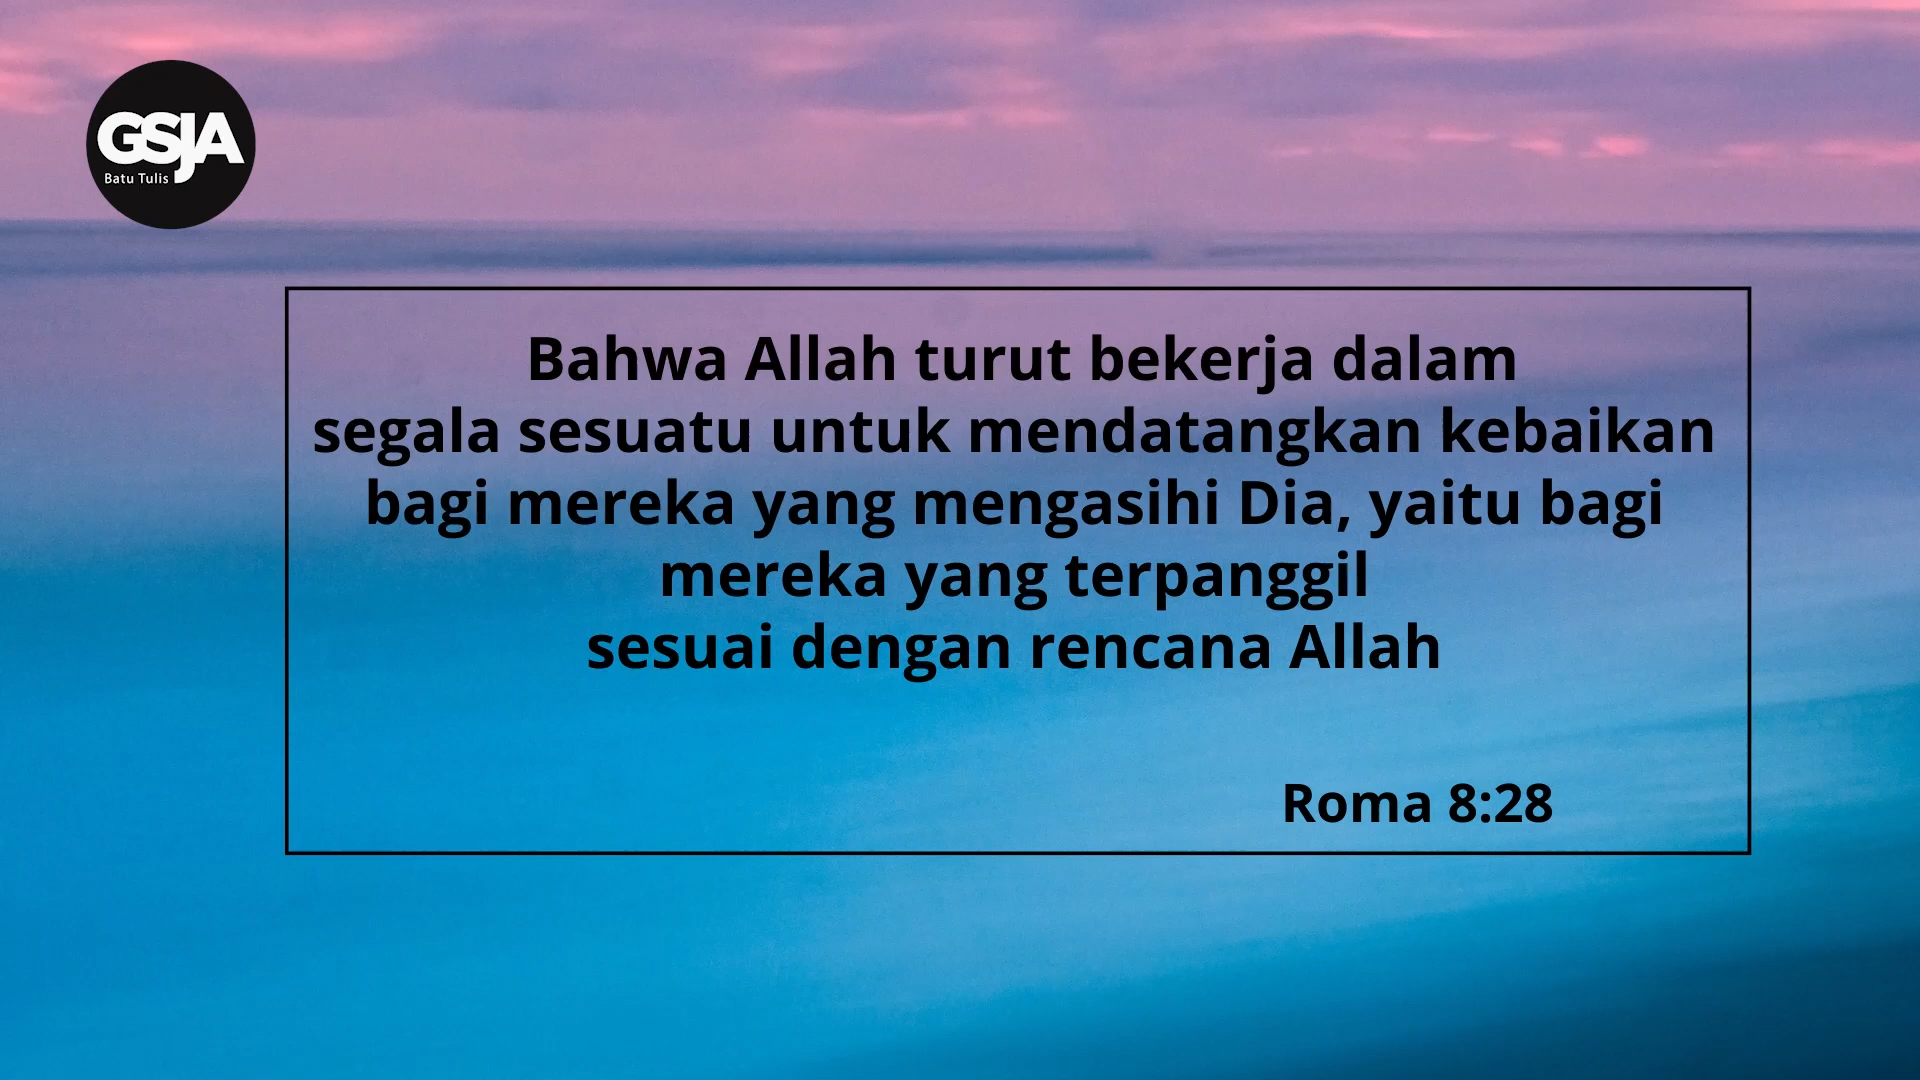 GSJA
Batu Tulis
Bahwa Allah turut bekerja dalam
segala sesuatu untuk mendatangkan kebaikan
bagi mereka yang mengasihi Dia, yaitu bagi
mereka yang terpanggil
sesuai dengan rencana Allah
Roma 8:28